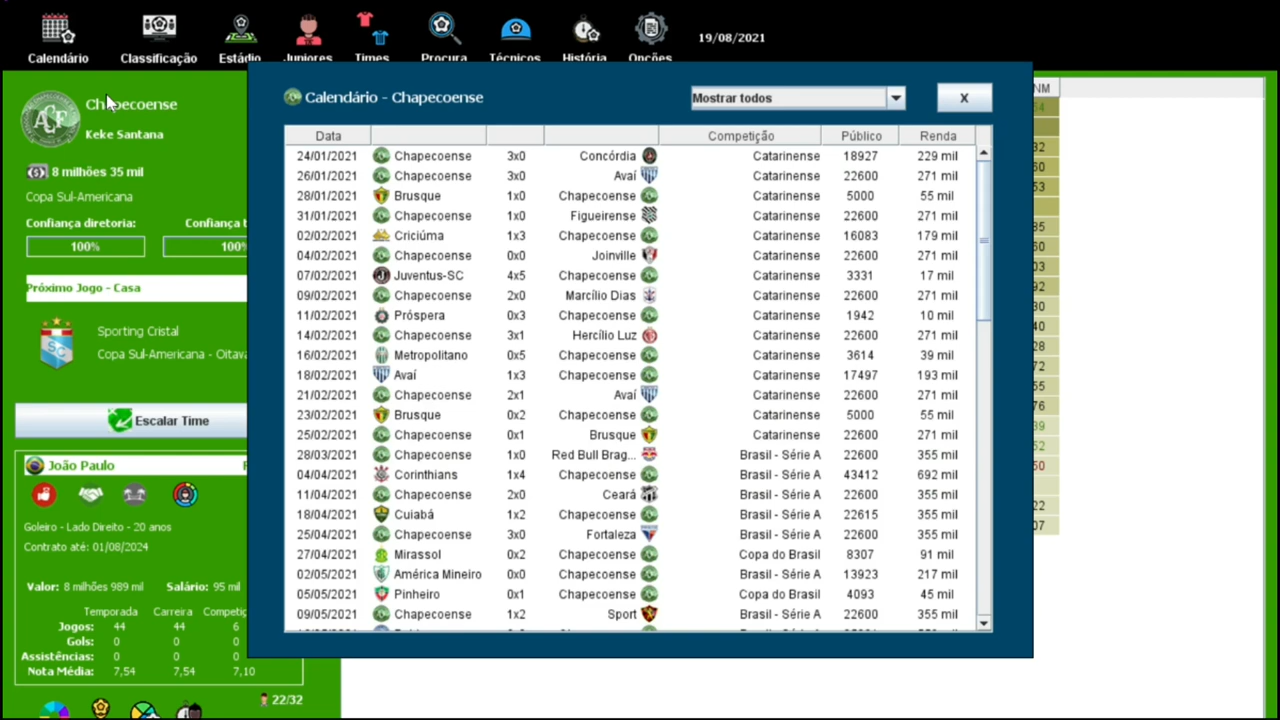 Calendário Classificação Estádio Juniores Times Procura Técnicos História Opções 19/08/2021
Chapecoense
Keke Santana
8 milhões 35 mil
Copa Sul-Americana
Confiança diretoria: Confiança t
100% 100%
Próximo Jogo - Casa
Sporting Cristal
Copa Sul-Americana - Oitava
Escalar Time
João Paulo
Goleiro - Lado Direito - 20 anos
Contrato até: 01/08/2024
Valor: 8 milhões 989 mil Salário: 95 mil
Temporada Carreira Competiç
Jogos: 44 44 6
Gols: 0 0 0
Assistências: 0 0 0
Nota Média: 7,54 7,54 7,10
22/32
Calendário - Chapecoense Mostrar todos X
Data Competição Público Renda
24/01/2021 Chapecoense 3x0 Concórdia Catarinense 18927 229 mil
26/01/2021 Chapecoense 3x0 Avaí Catarinense 22600 271 mil
28/01/2021 Brusque 1x0 Chapecoense Catarinense 5000 55 mil
31/01/2021 Chapecoense 1x0 Figueirense Catarinense 22600 271 mil
02/02/2021 Criciúma 1x3 Chapecoense Catarinense 16083 179 mil
04/02/2021 Chapecoense 0x0 Joinville Catarinense 22600 271 mil
07/02/2021 Juventus-SC 4x5 Chapecoense Catarinense 3331 17 mil
09/02/2021 Chapecoense 2x0 Marcílio Dias Catarinense 22600 271 mil
11/02/2021 Próspera 0x3 Chapecoense Catarinense 1942 10 mil
14/02/2021 Chapecoense 3x1 Hercílio Luz Catarinense 22600 271 mil
16/02/2021 Metropolitano 0x5 Chapecoense Catarinense 3614 39 mil
18/02/2021 Avaí 1x3 Chapecoense Catarinense 17497 193 mil
21/02/2021 Chapecoense 2x1 Avaí Catarinense 22600 271 mil
23/02/2021 Brusque 0x2 Chapecoense Catarinense 5000 55 mil
25/02/2021 Chapecoense 0x1 Brusque Catarinense 22600 271 mil
28/03/2021 Chapecoense 1x0 Red Bull Brag... Brasil - Série A 22600 355 mil
04/04/2021 Corinthians 1x4 Chapecoense Brasil - Série A 43412 692 mil
11/04/2021 Chapecoense 2x0 Ceará Brasil - Série A 22600 355 mil
18/04/2021 Cuiabá 1x2 Chapecoense Brasil - Série A 22615 355 mil
25/04/2021 Chapecoense 3x0 Fortaleza Brasil - Série A 22600 355 mil
27/04/2021 Mirassol 0x2 Chapecoense Copa do Brasil 8307 91 mil
02/05/2021 América Mineiro 0x0 Chapecoense Brasil - Série A 13923 217 mil
05/05/2021 Pinheiro 0x1 Chapecoense Copa do Brasil 4093 45 mil
09/05/2021 Chapecoense 1x2 Sport Brasil - Série A 22600 355 mil
NM